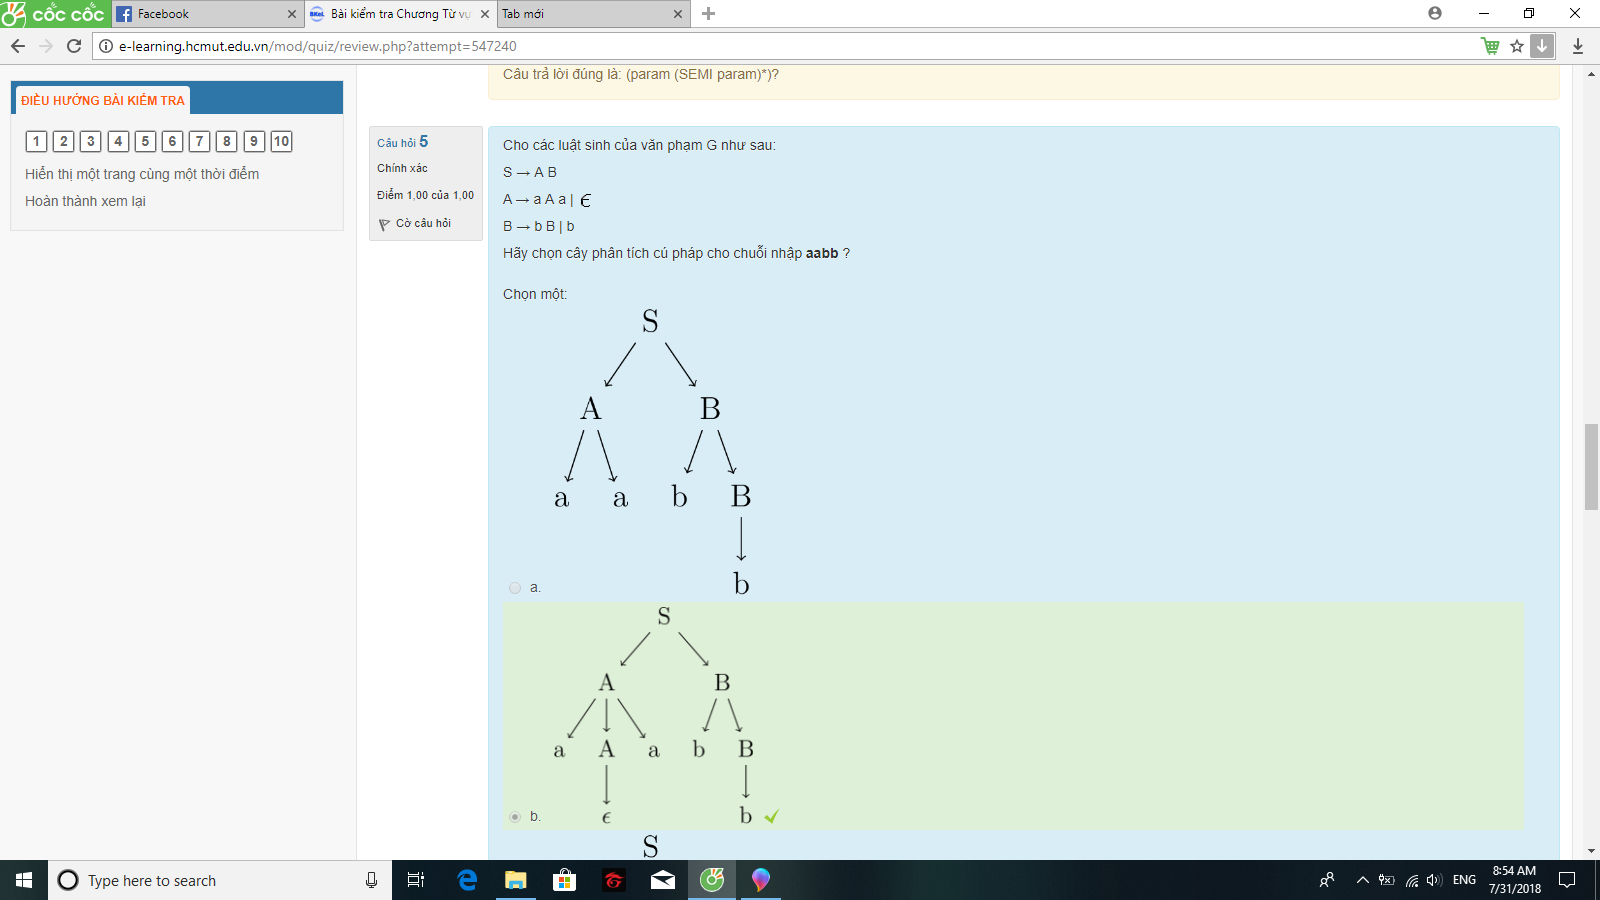 cốc cốc
Facebook
Bài kiểm tra Chương Từ vự
Tab mới
e-learning.hcmut.edu.vn/mod/quiz/review.php?attempt=547240
ĐIỀU HƯỚNG BÀI KIỂM TRA
1 2 3 4 5 6 7 8 9 10
Hiển thị một trang cùng một thời điểm
Hoàn thành xem lại
Câu trả lời đúng là: (param (SEMI param)*)?
Câu hỏi 5
Chính xác
Điểm 1,00 của 1,00
Cờ câu hỏi
Cho các luật sinh của văn phạm G như sau:
S → A B
A → a A a | ϵ
B → b B | b
Hãy chọn cây phân tích cú pháp cho chuỗi nhập aabb ?
Chọn một:
S
A B
a a b B
b
a.
S
A B
a A a b B
b. ϵ b
S
Type here to search
ENG
8:54 AM
7/31/2018